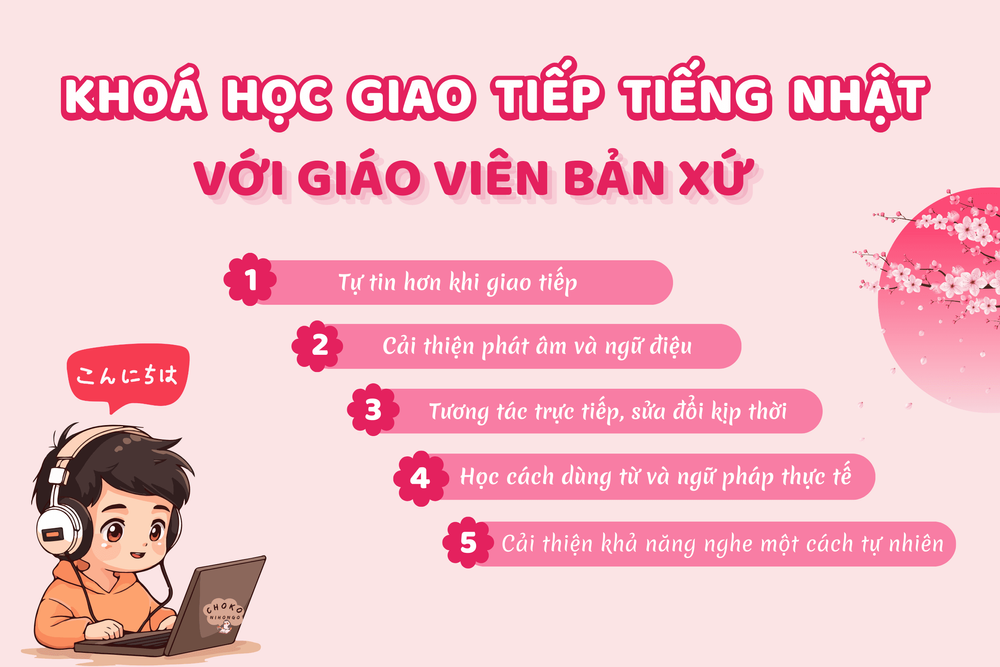 KHOÁ HỌC GIAO TIẾP TIẾNG NHẬT
VỚI GIÁO VIÊN BẢN XỨ
1 Tự tin hơn khi giao tiếp
2 Cải thiện phát âm và ngữ điệu
3 Tương tác trực tiếp, sửa đổi kịp thời
4 Học cách dùng từ và ngữ pháp thực tế
5 Cải thiện khả năng nghe một cách tự nhiên
こんにちは
CHOKO
NIHONGO